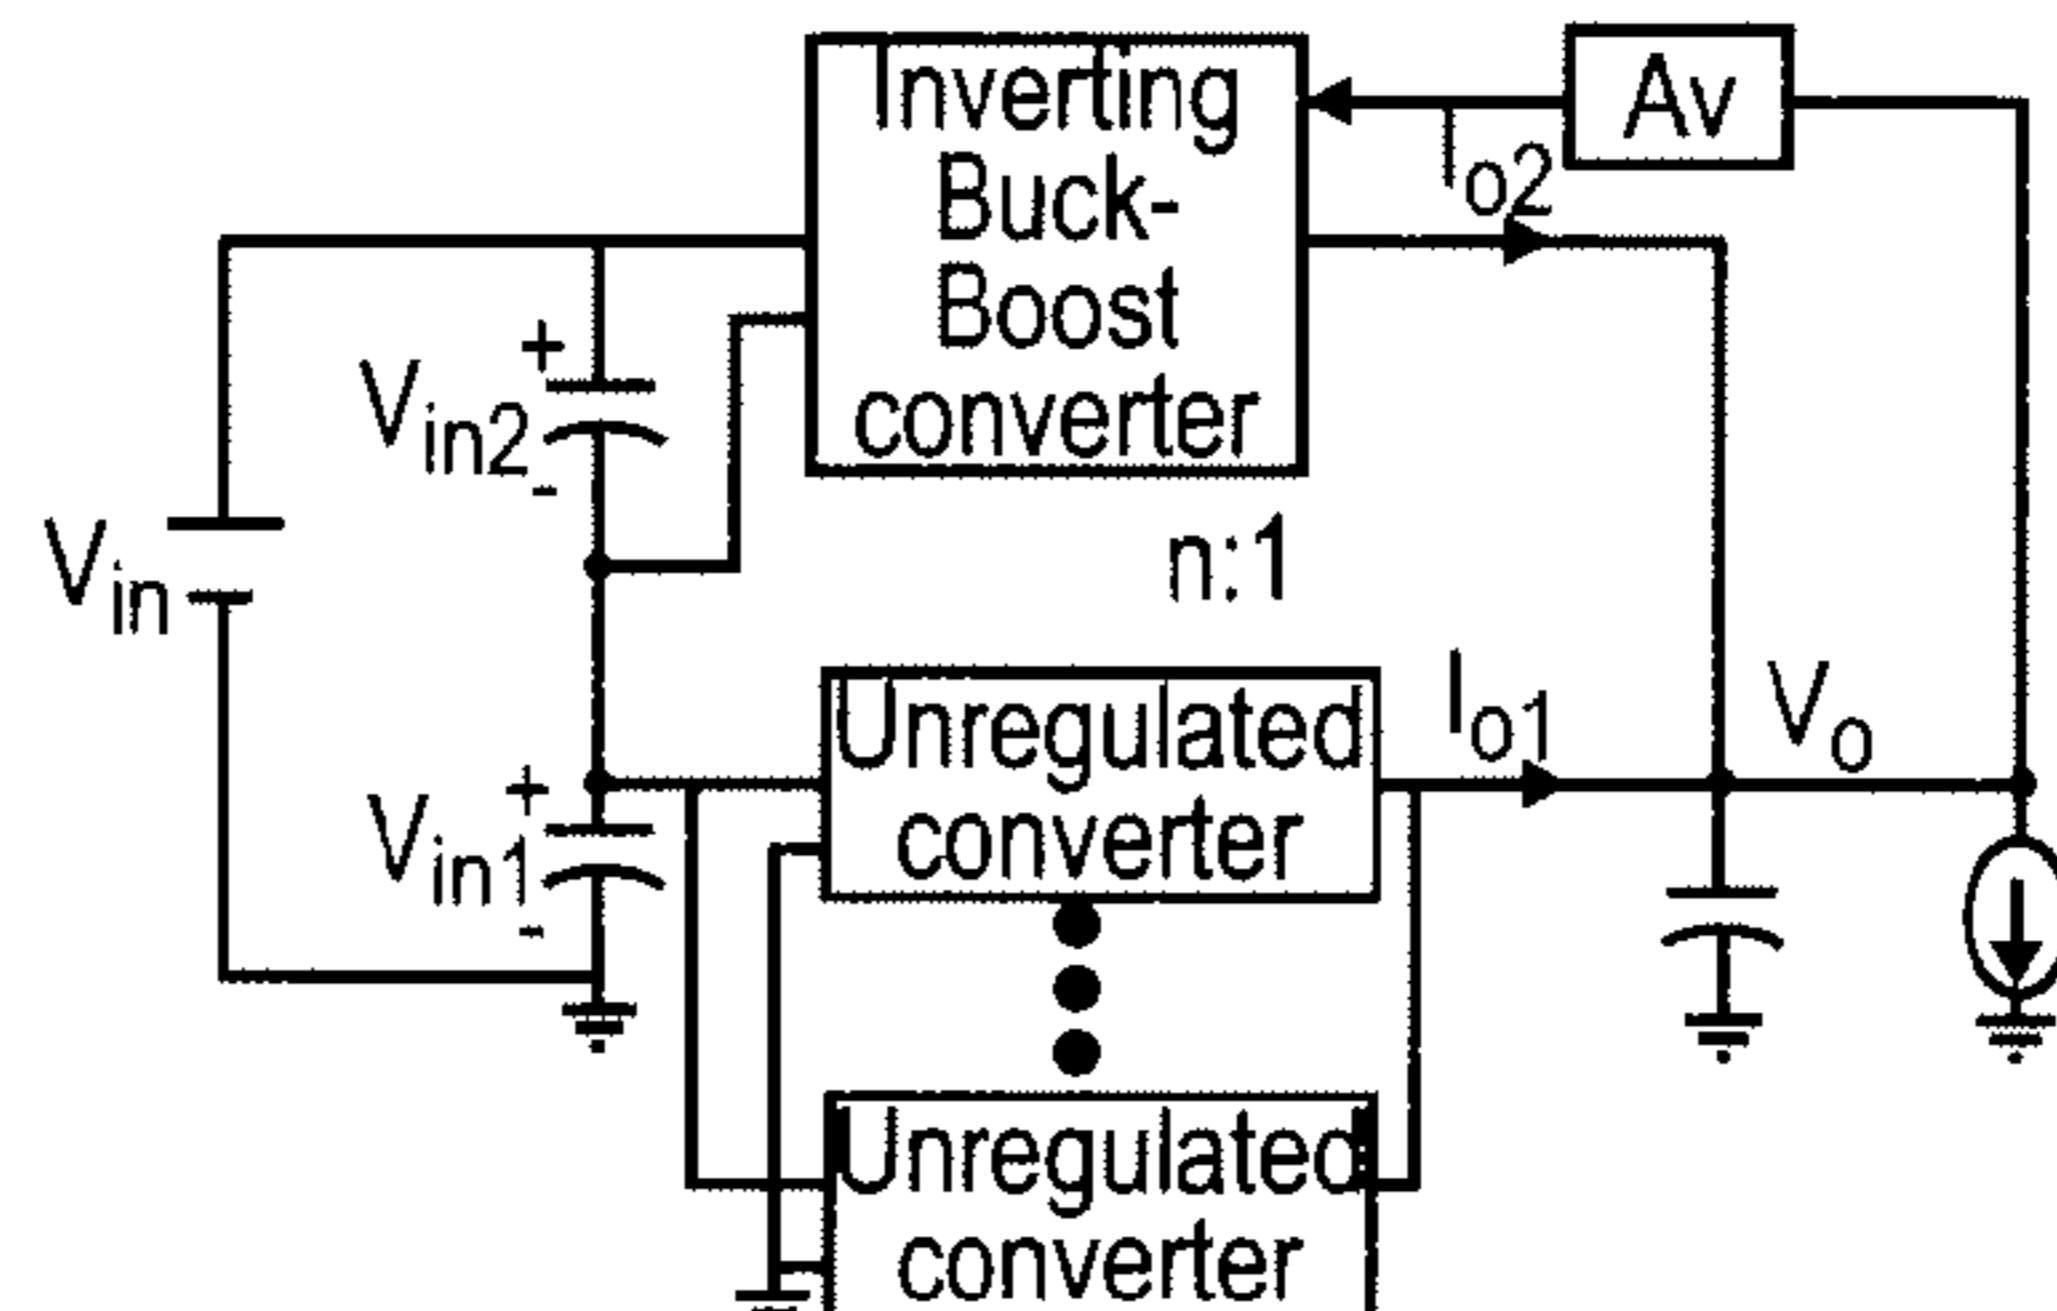 Inverting
Buck-
Boost
converter
Av
Io2
+
Vin2
-
Vin
n:1
Unregulated
converter
Io1
Vo
+
Vin1
-
Unregulated
converter